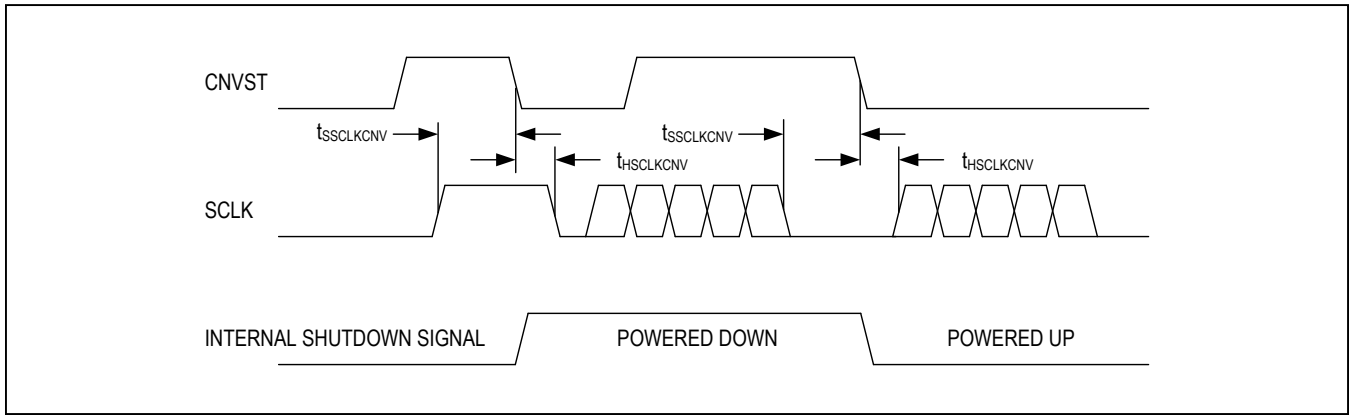 CNVST
tSSCLKCNV tSSCLKCNV
tHSCLKCNV tHSCLKCNV
SCLK
INTERNAL SHUTDOWN SIGNAL POWERED DOWN POWERED UP